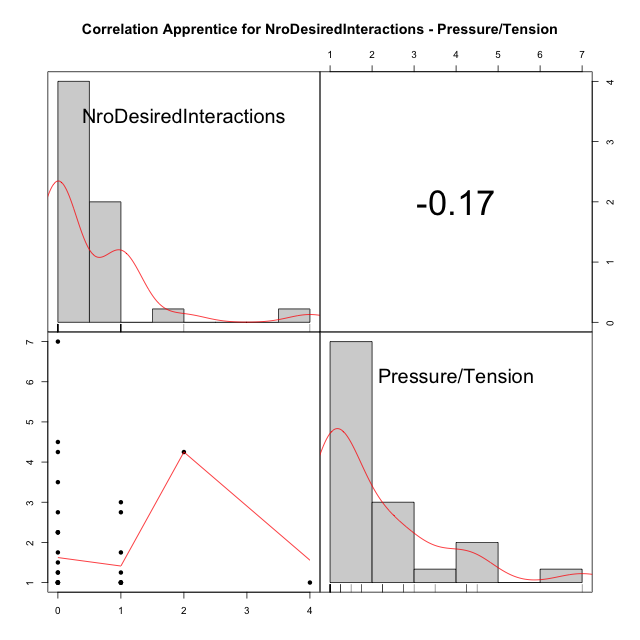 Correlation Apprentice for NroDesiredInteractions - Pressure/Tension
1 2 3 4 5 6 7
NroDesiredInteractions
-0.17
4
3
2
1
0
7
6
5
4
3
2
1
Pressure/Tension
0 1 2 3 4